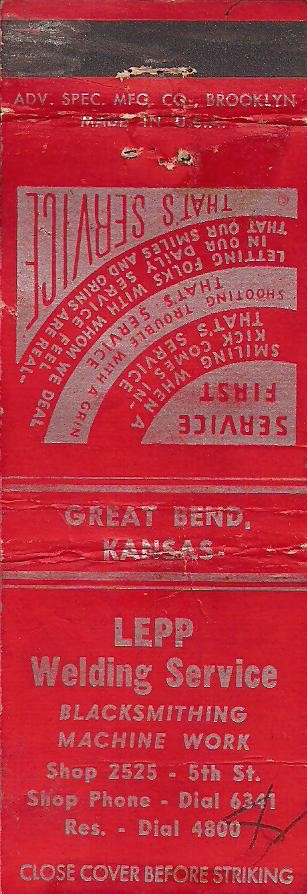 ADV. SPEC. MFG. CO., BROOKLYN
MADE IN U.S.A.
SERVICE
FIRST
SMILING WHEN A
KICK COMES IN-
THAT'S SERVICE
SHOOTING TROUBLE WITH A GRIN
THAT'S SERVICE
LETTING FOLKS WITH WHOM WE DEAL
IN OUR DAILY SERVICE FEEL
THAT OUR SMILES AND GRINS ARE REAL-
THAT'S SERVICE
©
GREAT BEND,
KANSAS.
LEPP
Welding Service
BLACKSMITHING
MACHINE WORK
Shop 2525 - 5th St.
Shop Phone - Dial 6341
Res. - Dial 4800
CLOSE COVER BEFORE STRIKING